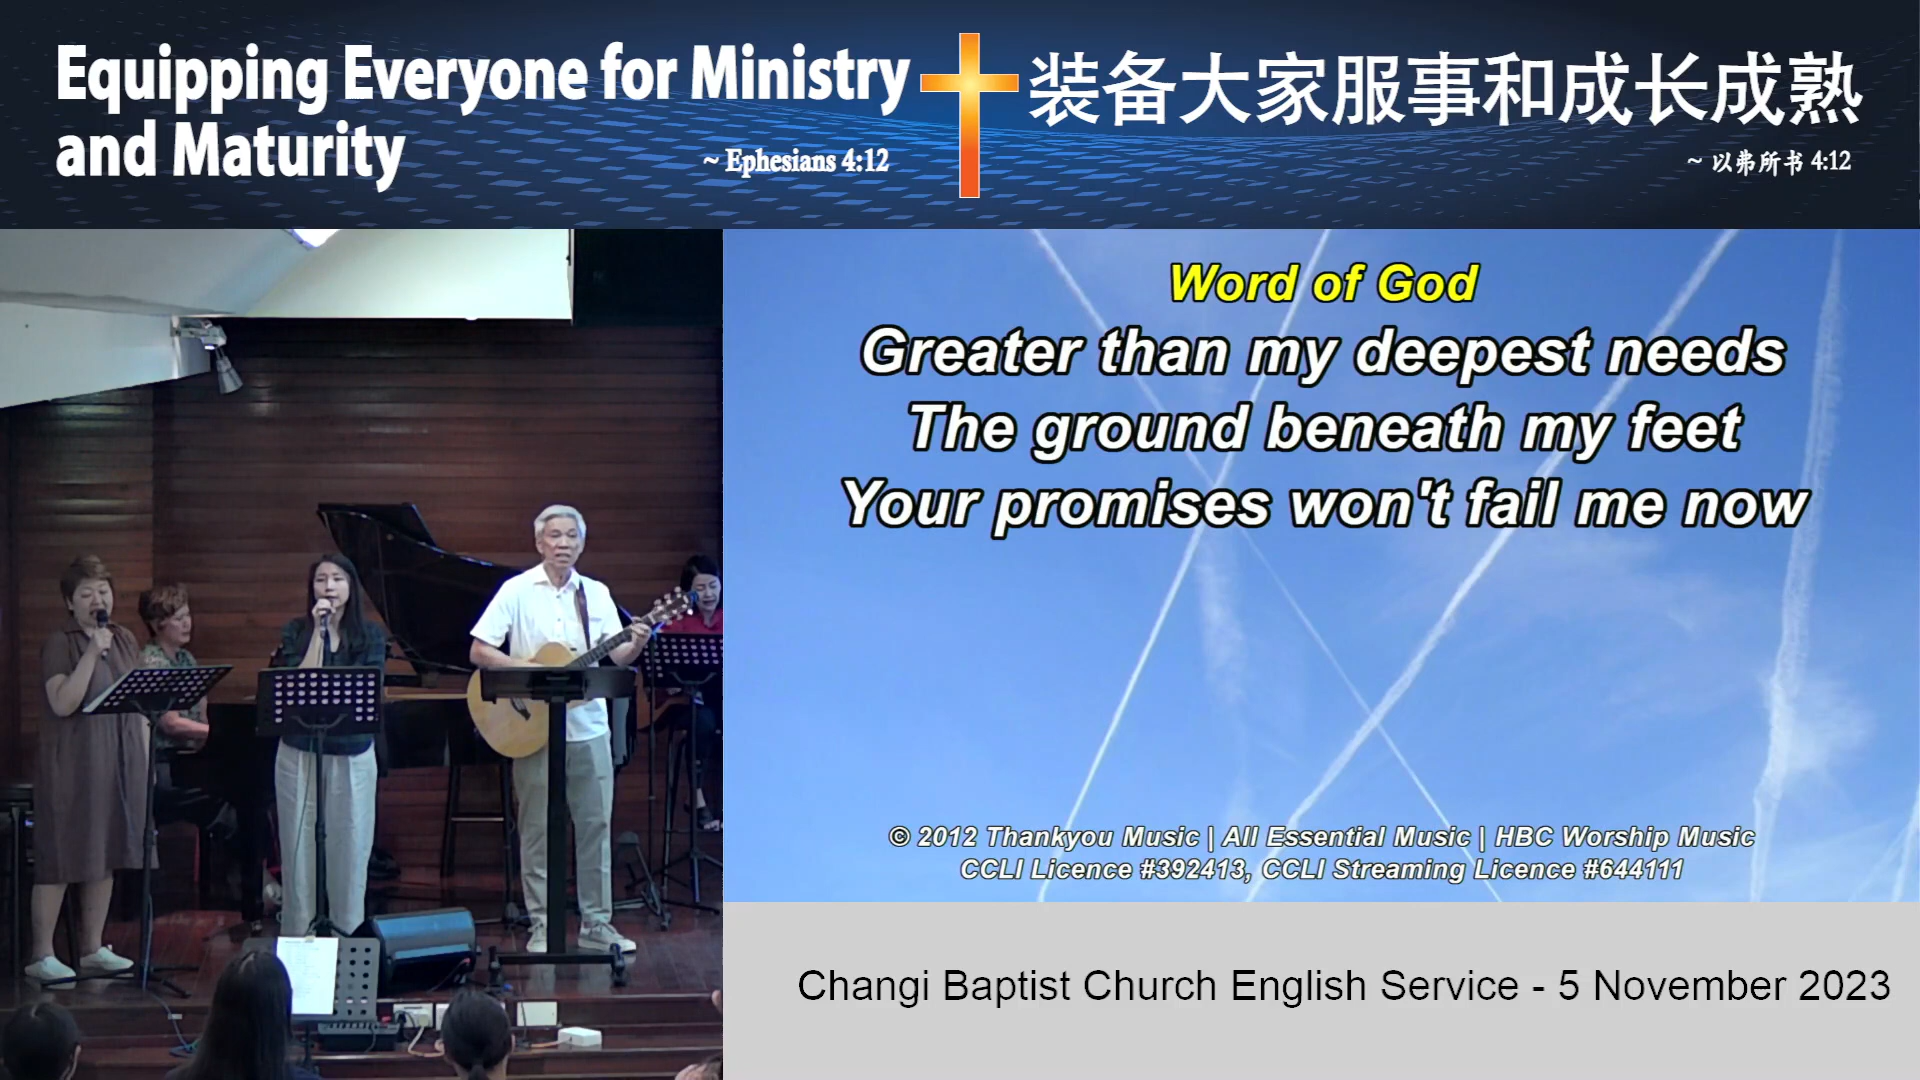 Equipping Everyone for Ministry
and Maturity
~ Ephesians 4:12
装备大家服事和成长成熟
~ 以弗所书 4:12
Word of God
Greater than my deepest needs
The ground beneath my feet
Your promises won't fail me now
© 2012 Thankyou Music | All Essential Music | HBC Worship Music
CCLI Licence #392413, CCLI Streaming Licence #644111
Changi Baptist Church English Service - 5 November 2023